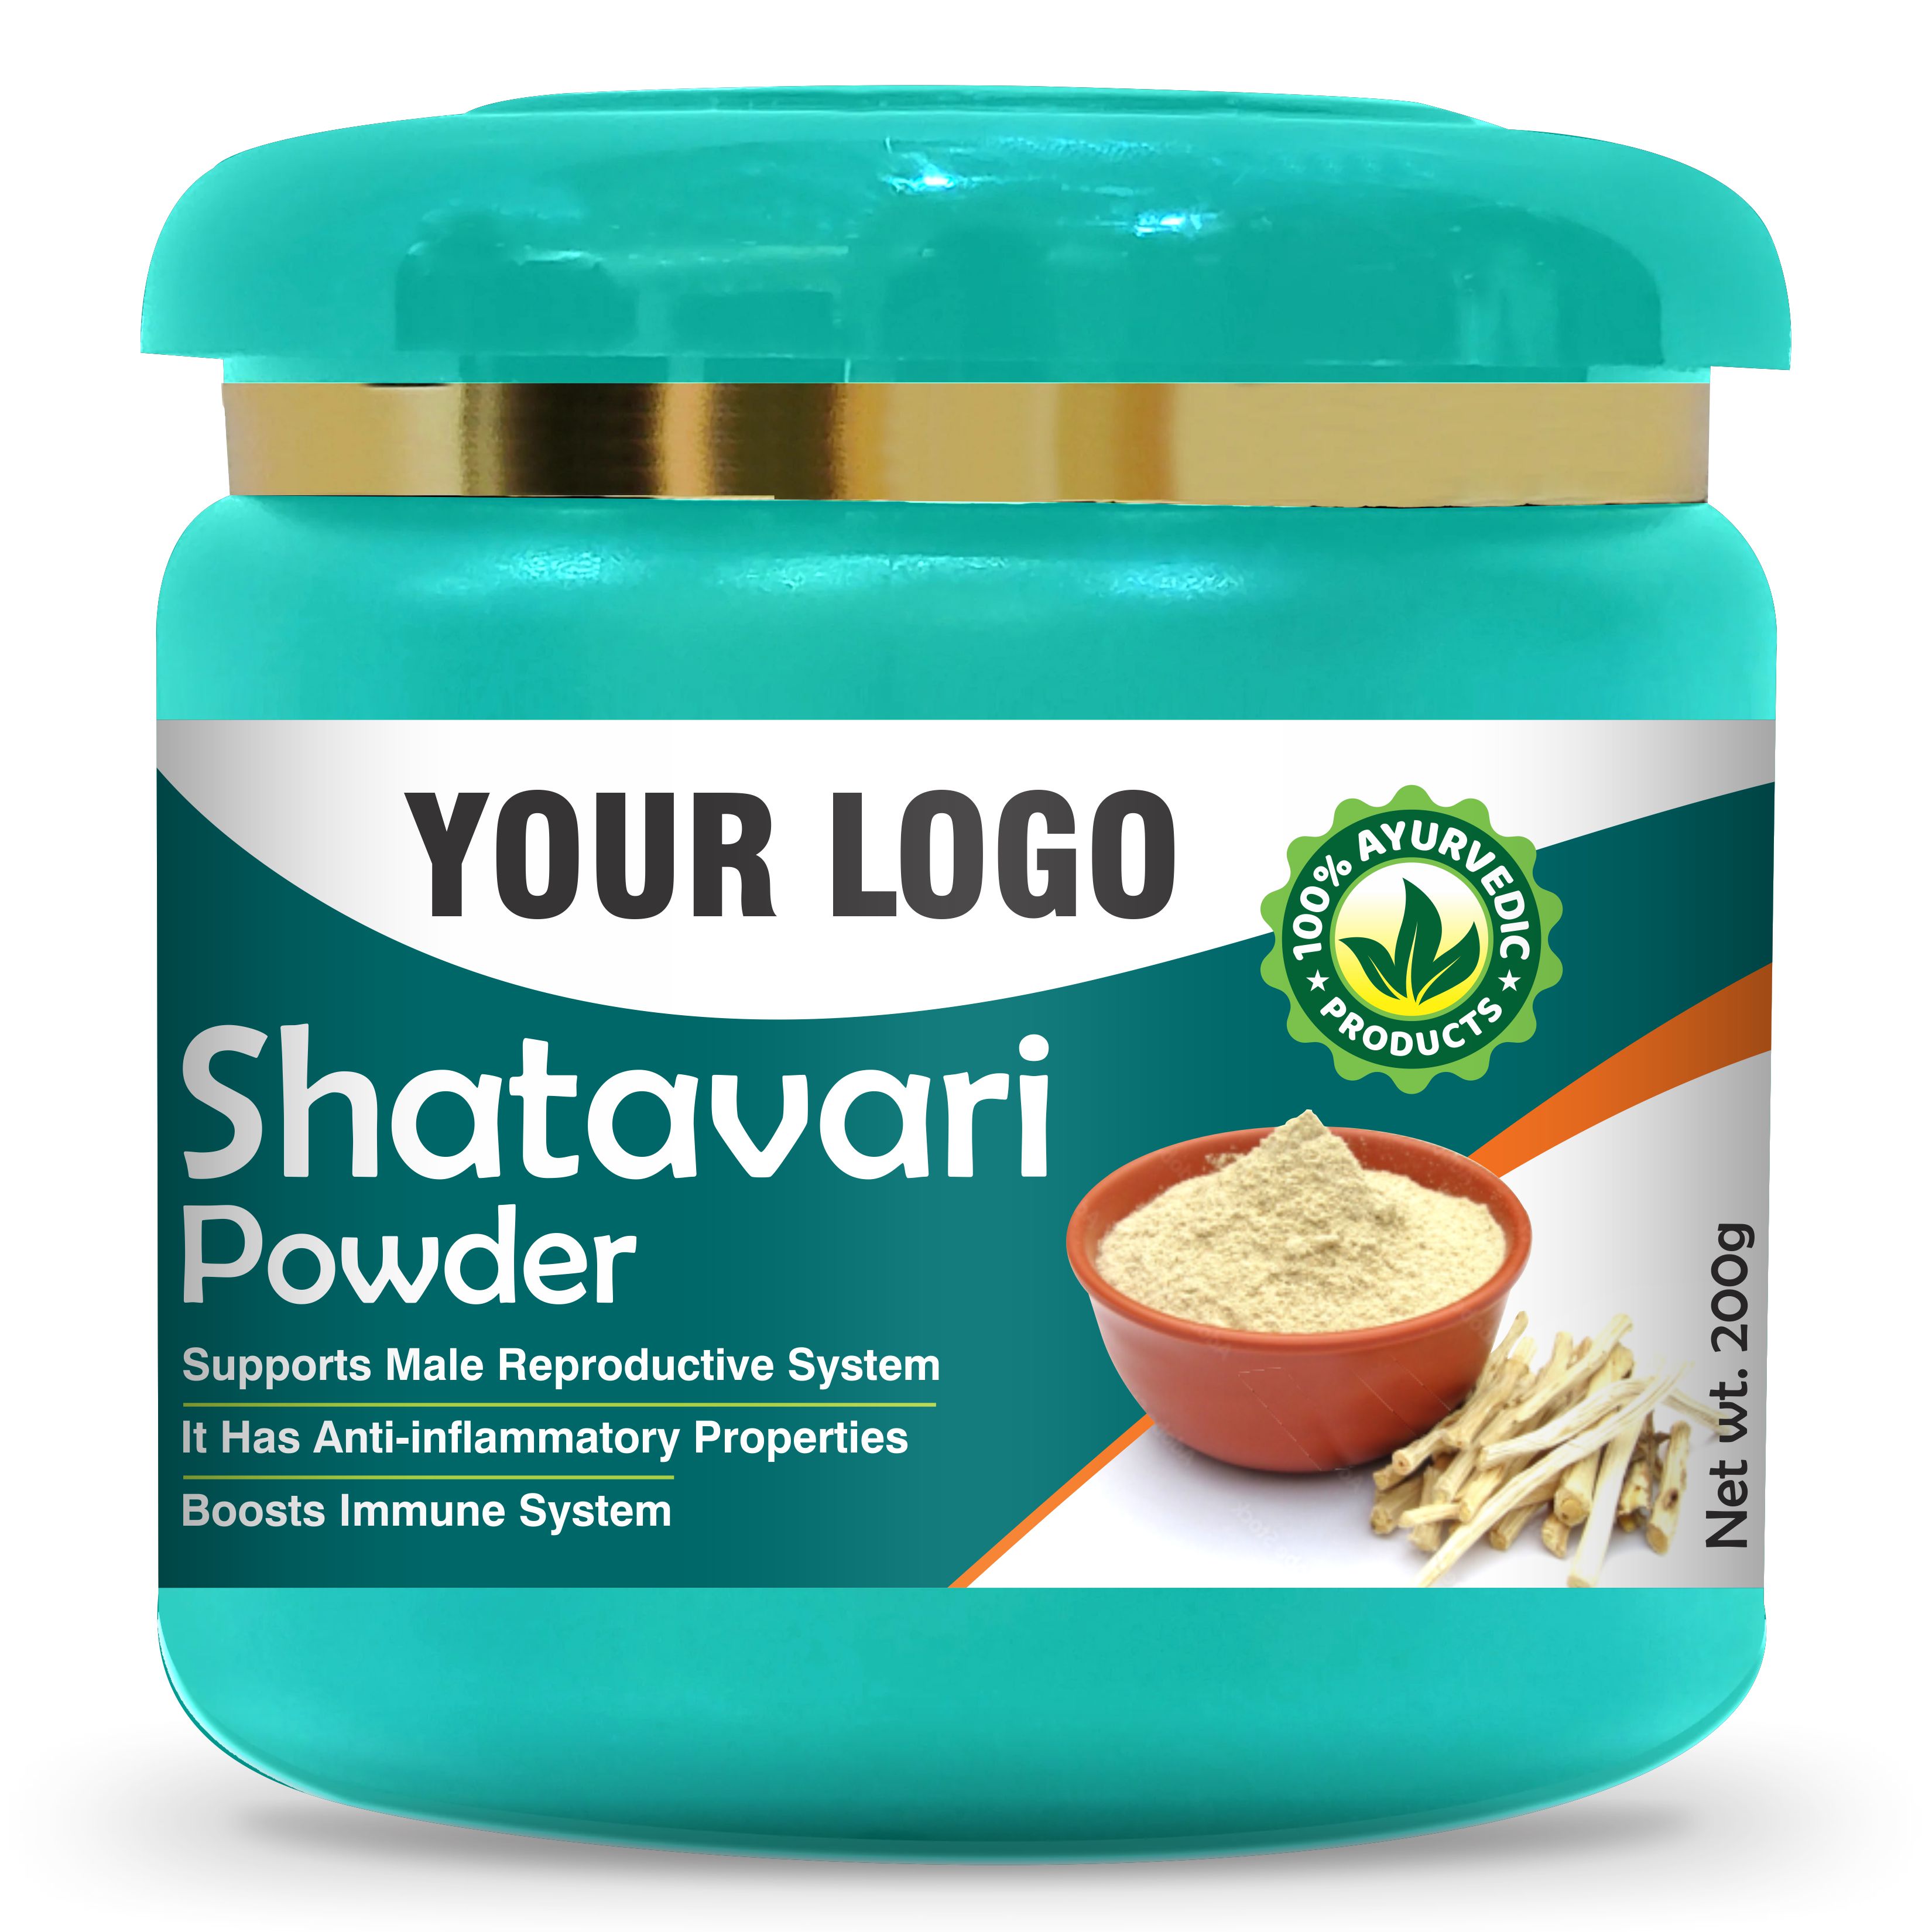 YOUR LOGO
100% AYURVEDIC
PRODUCTS
Shatavari
Powder
Supports Male Reproductive System
It Has Anti-inflammatory Properties
Boosts Immune System
Net wt. 200g